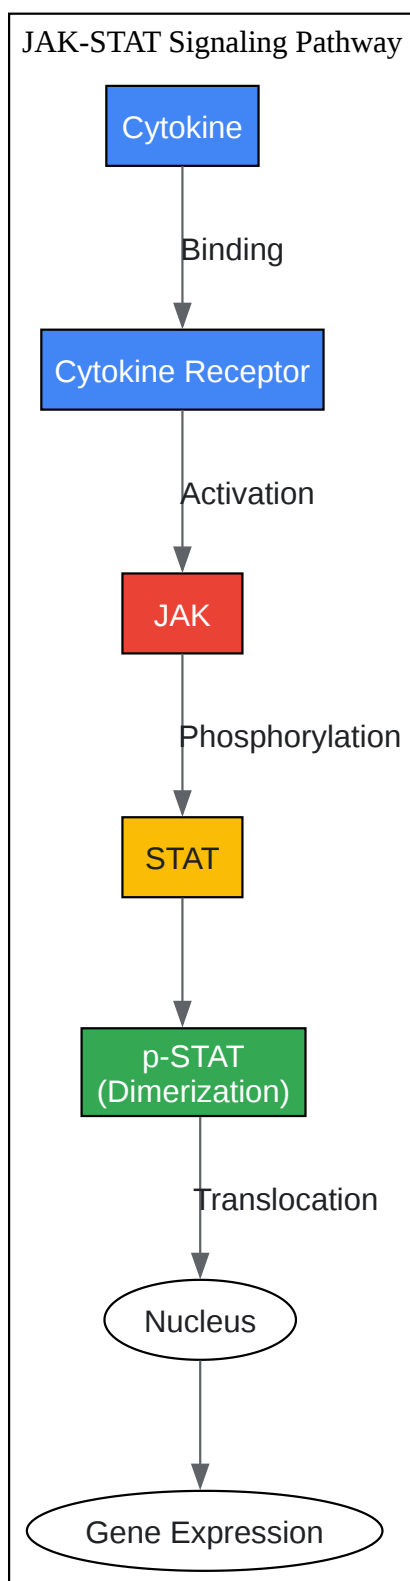 JAK-STAT Signaling Pathway
Cytokine
Binding
Cytokine Receptor
Activation
JAK
Phosphorylation
STAT
p-STAT
(Dimerization)
Translocation
Nucleus
Gene Expression